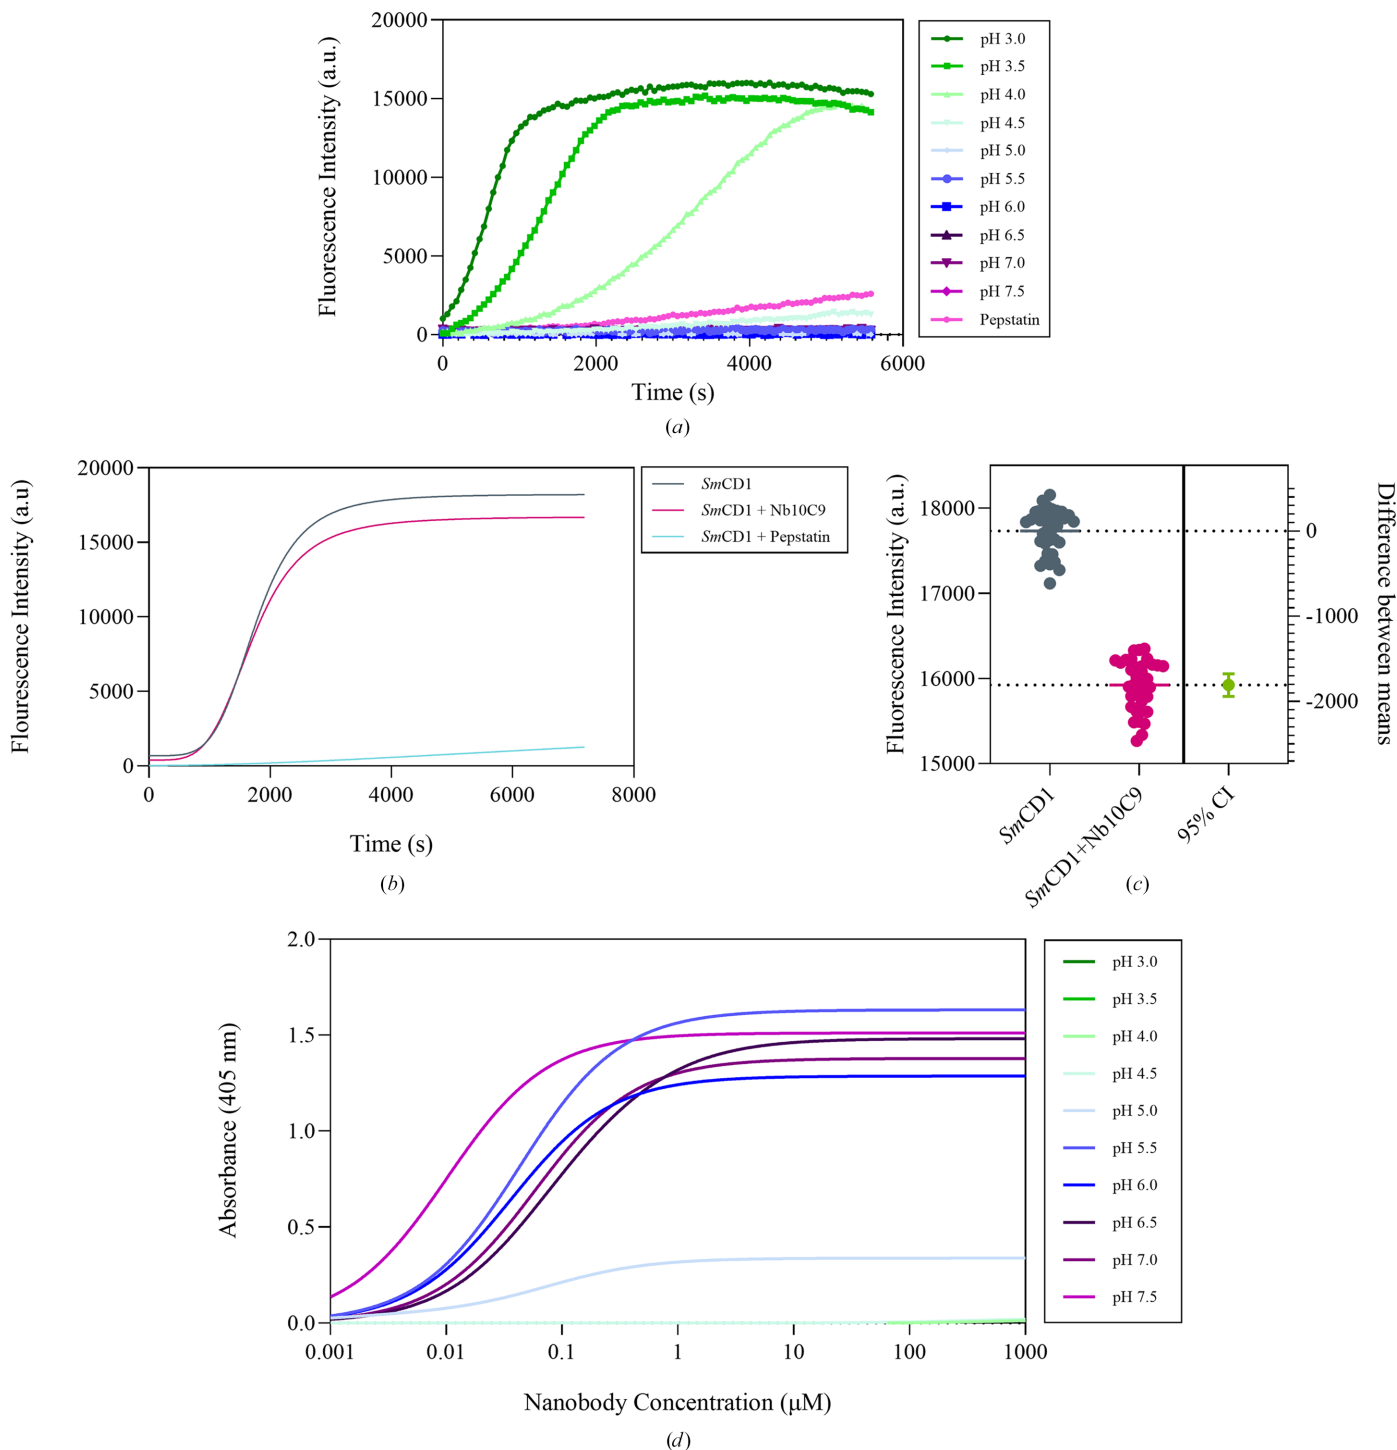 20000
15000
10000
5000
0
Fluorescence Intensity (a.u.)
0 2000 4000 6000
Time (s)
pH 3.0
pH 3.5
pH 4.0
pH 4.5
pH 5.0
pH 5.5
pH 6.0
pH 6.5
pH 7.0
pH 7.5
Pepstatin
(a)
20000
15000
10000
5000
0
Flourescence Intensity (a.u)
0 2000 4000 6000 8000
Time (s)
SmCD1
SmCD1 + Nb10C9
SmCD1 + Pepstatin
(b)
18000
17000
16000
15000
Fluorescence Intensity (a.u.)
0
-1000
-2000
Difference between means
SmCD1
SmCD1+Nb10C9
95% CI
(c)
2.0
1.5
1.0
0.5
0.0
Absorbance (405 nm)
0.001 0.01 0.1 1 10 100 1000
Nanobody Concentration (μM)
pH 3.0
pH 3.5
pH 4.0
pH 4.5
pH 5.0
pH 5.5
pH 6.0
pH 6.5
pH 7.0
pH 7.5
(d)